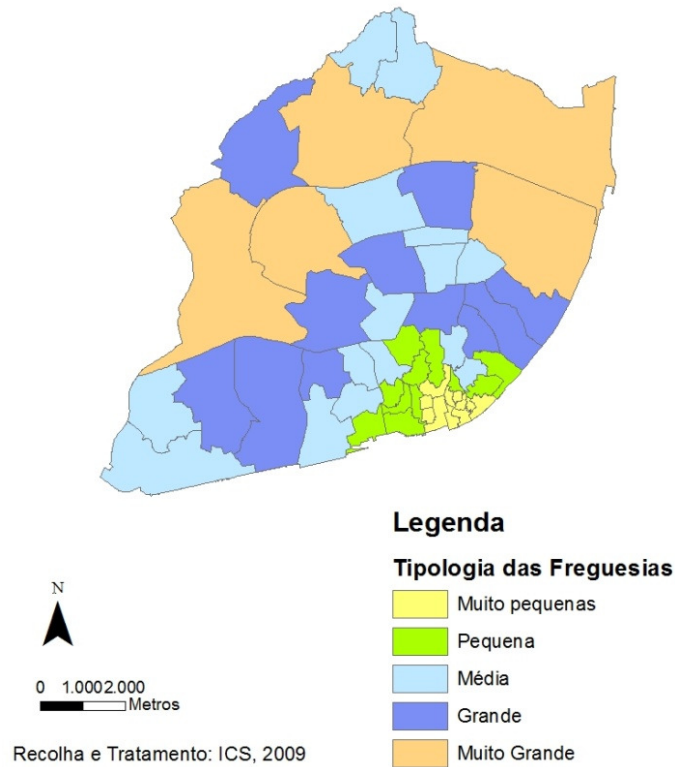 Legenda
Tipologia das Freguesias
Muito pequenas
Pequena
Média
Grande
Muito Grande
N
0 1.0002.000
Metros
Recolha e Tratamento: ICS, 2009